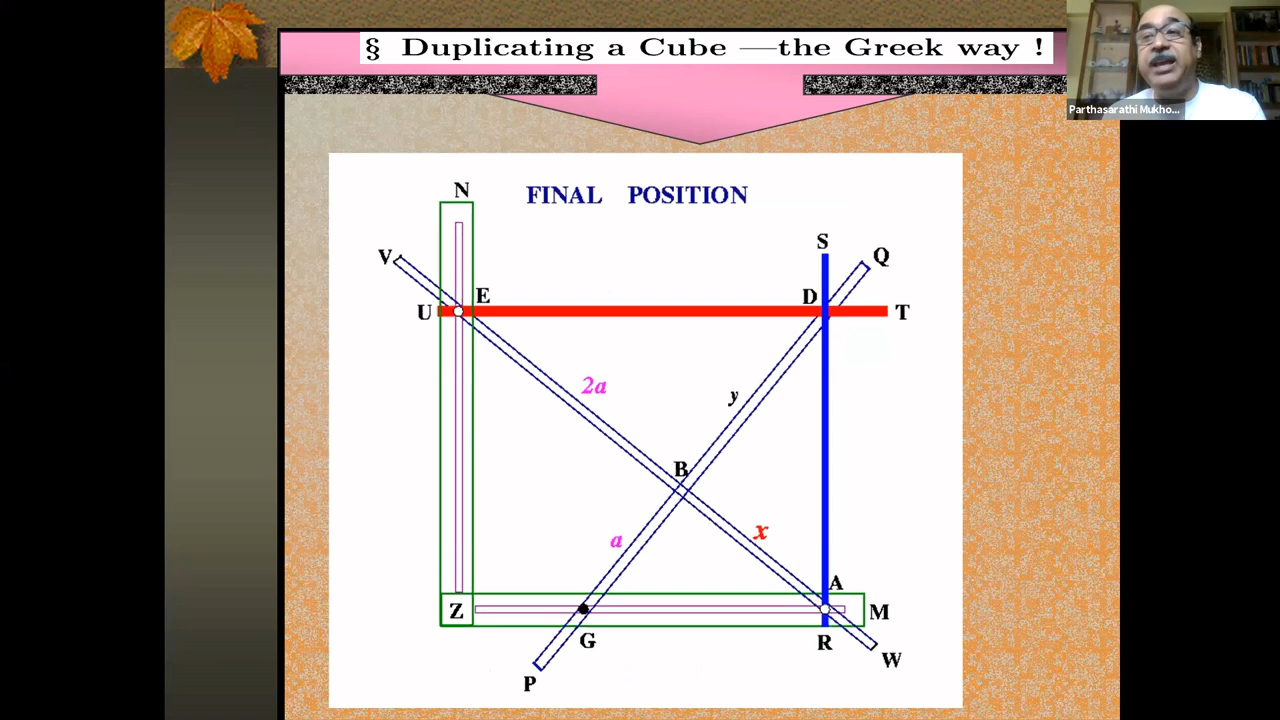 § Duplicating a Cube —the Greek way !
Parthasarathi Mukho...
N
FINAL POSITION
S
V
Q
U
E
D
T
2a
y
B
a
x
A
Z
M
G
R
W
P